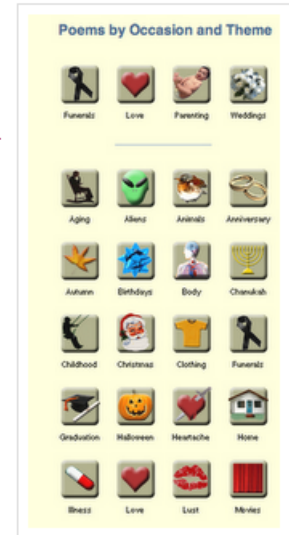 Poems by Occasion and Theme
Funerals Love Parenting Weddings
Aging Aliens Animals Anniversary
Autumn Birthdays Body Chanukah
Childhood Christmas Clothing Funerals
Graduation Halloween Heartache Home
Illness Love Lust Movies